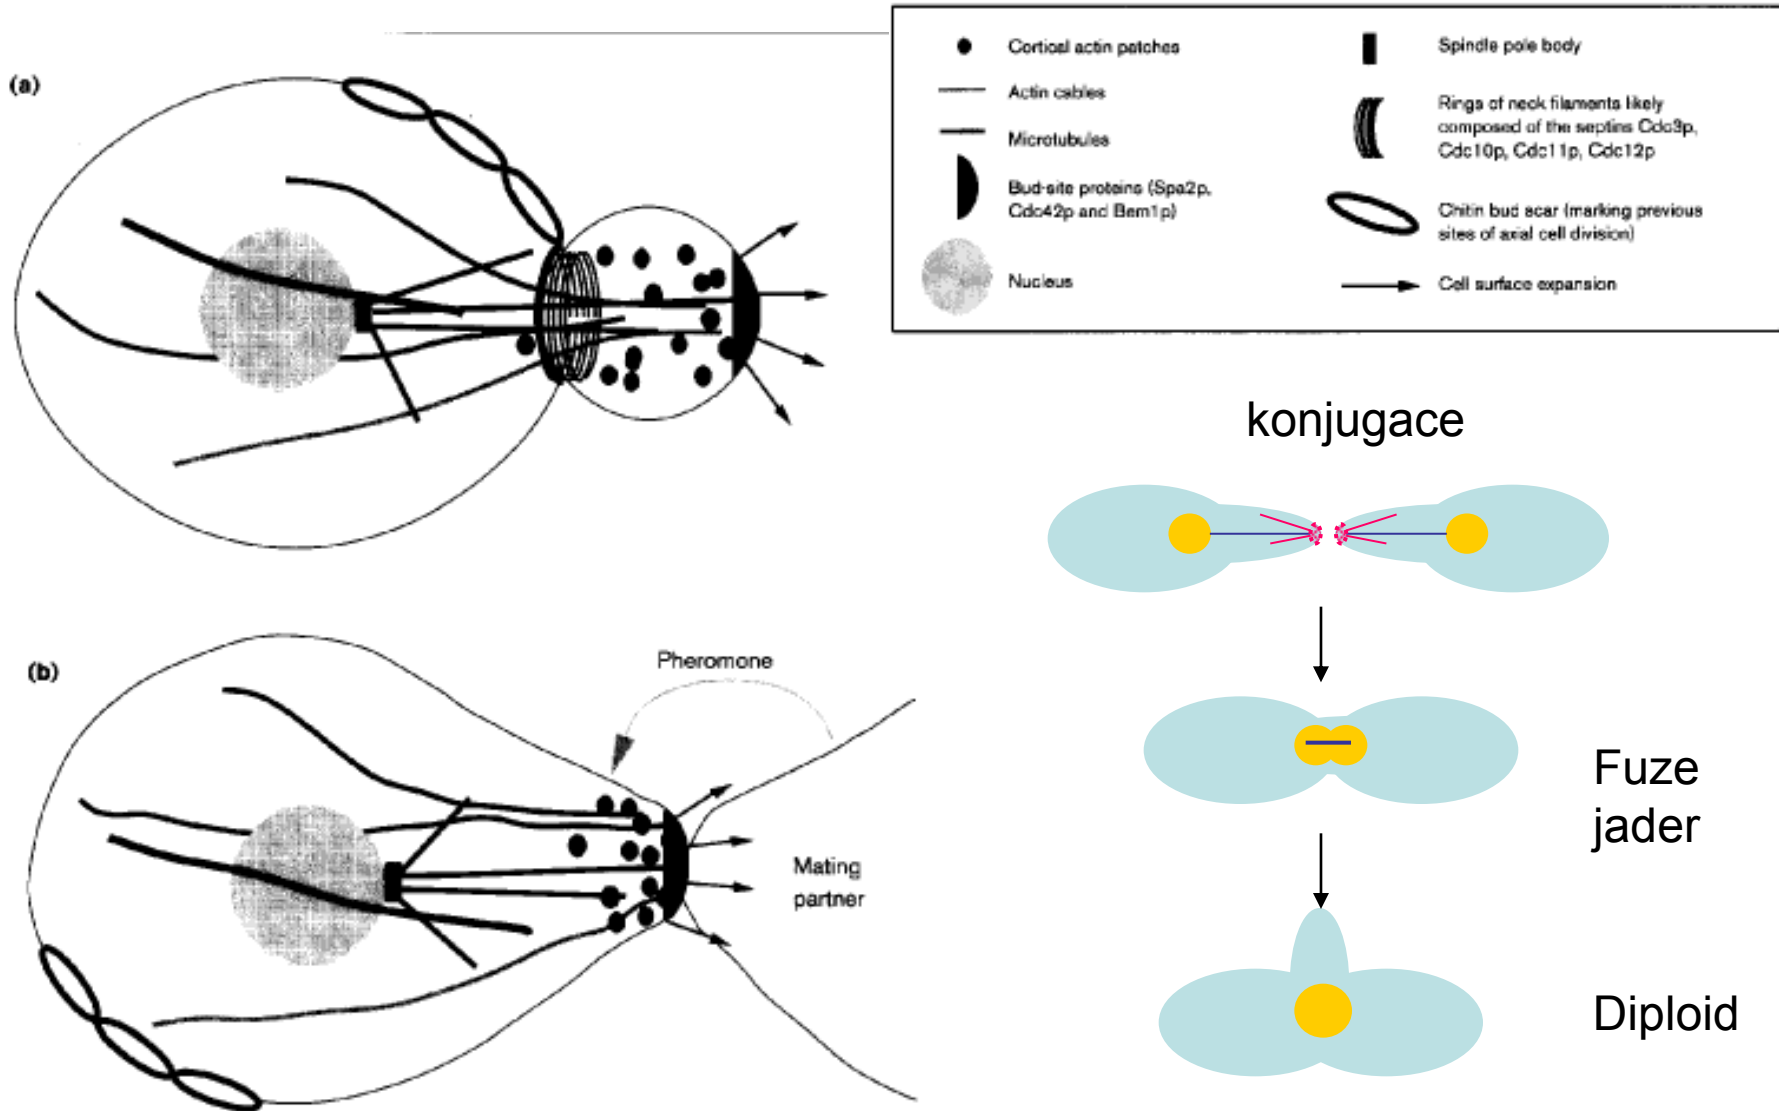 (a)
Cortical actin patches
Actin cables
Microtubules
Bud-site proteins (Spa2p,
Cdc42p and Bem1p)
Nucleus
Spindle pole body
Rings of neck filaments likely
composed of the septins Cdc3p,
Cdc10p, Cdc11p, Cdc12p
Chitin bud scar (marking previous
sites of axial cell division)
Cell surface expansion
konjugace
(b)
Pheromone
Mating
partner
Fuze
jader
Diploid